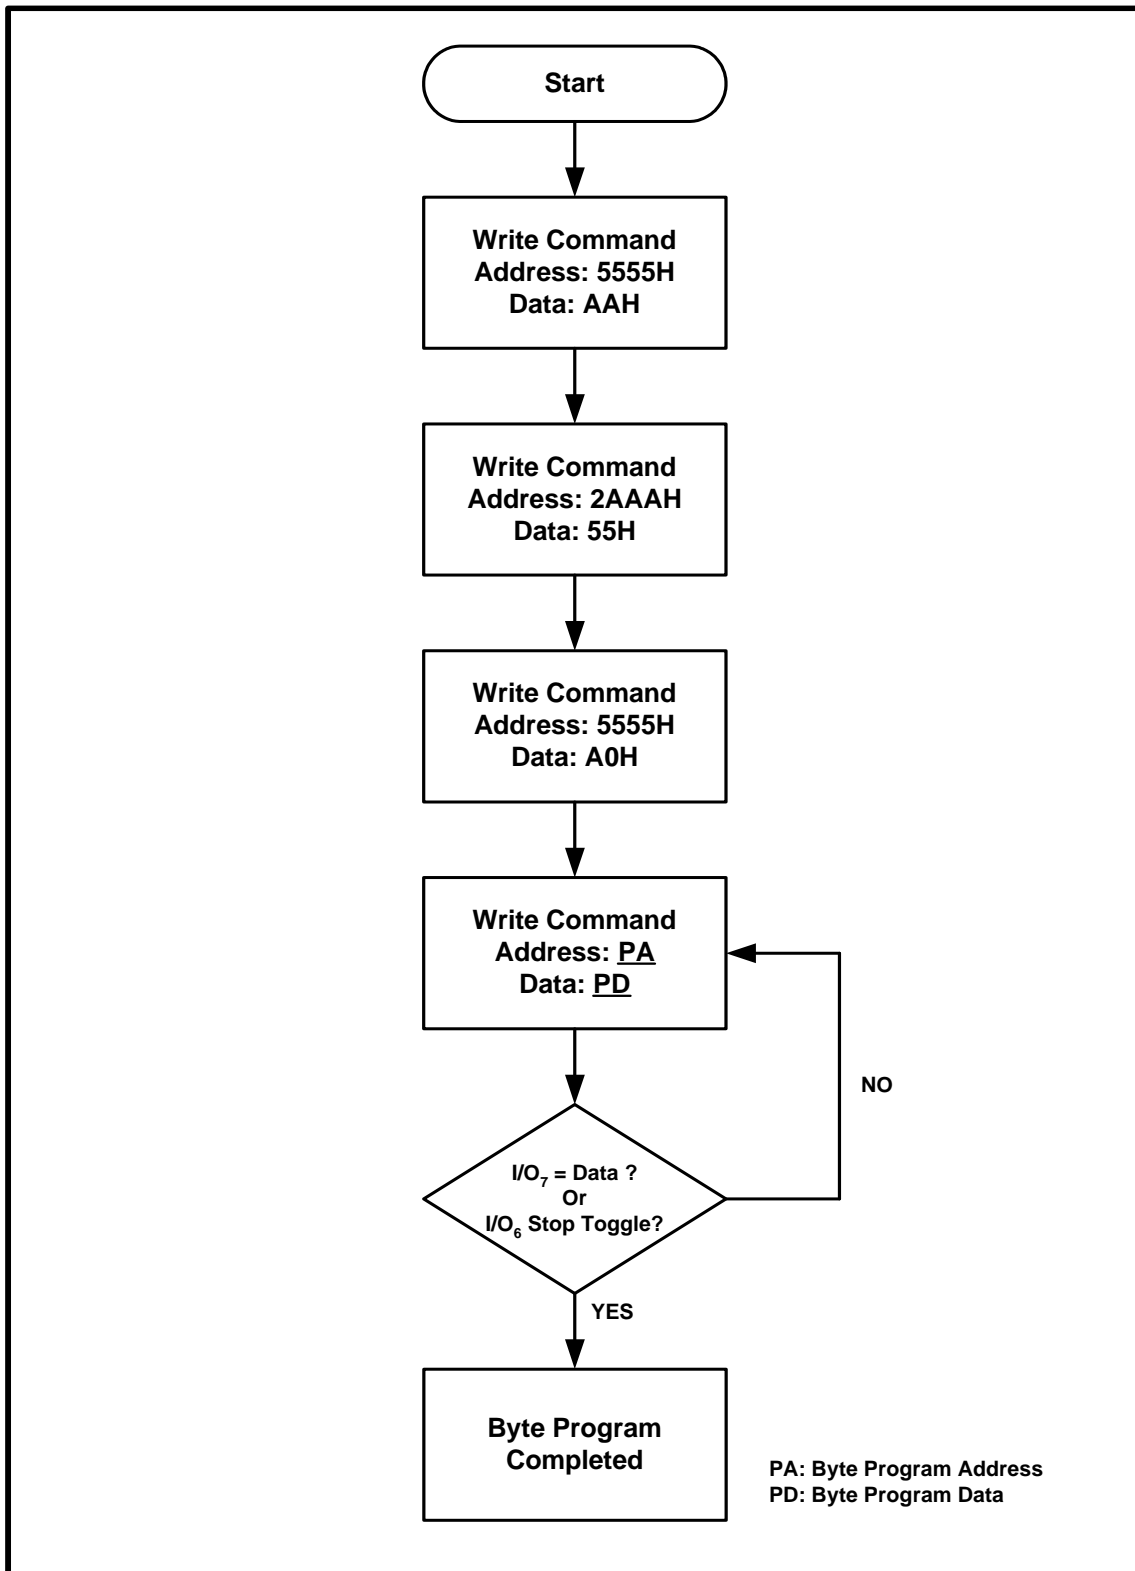 Start
Write Command
Address: 5555H
Data: AAH
Write Command
Address: 2AAAH
Data: 55H
Write Command
Address: 5555H
Data: A0H
Write Command
Address: PA
Data: PD
NO
I/O7 = Data ?
Or
I/O6 Stop Toggle?
YES
Byte Program
Completed
PA: Byte Program Address
PD: Byte Program Data